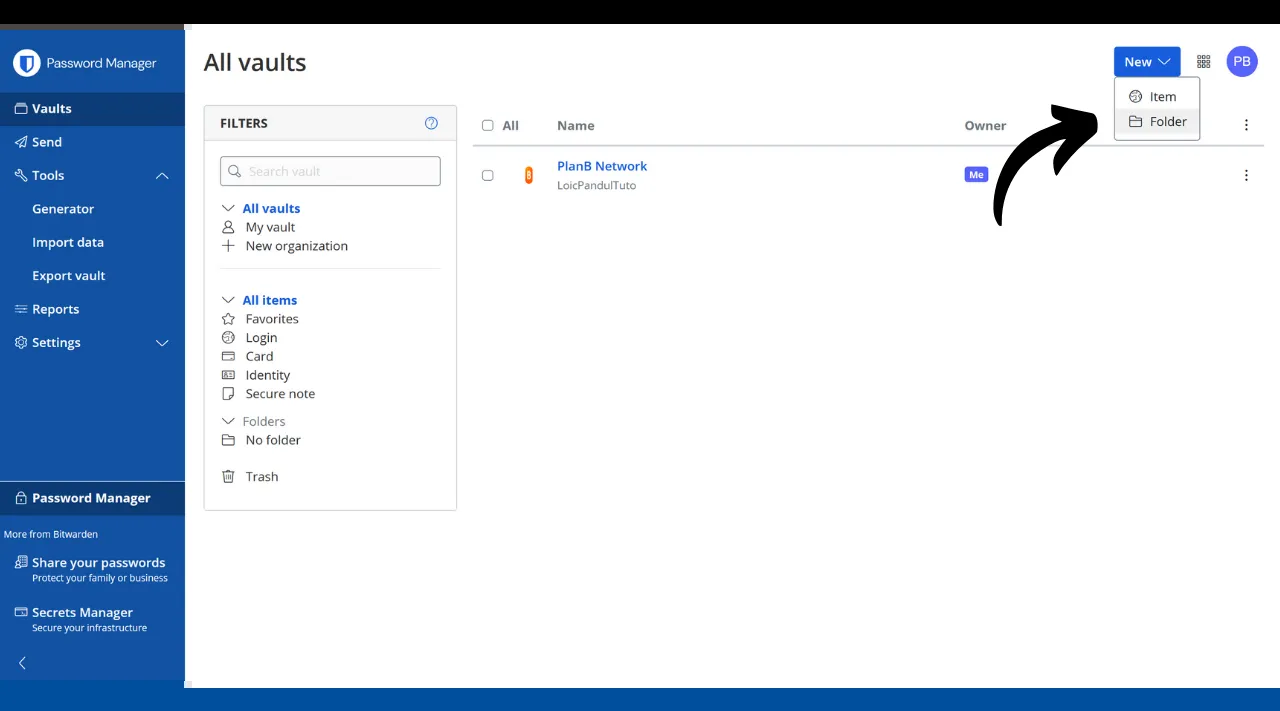 Password Manager
Vaults
Send
Tools
Generator
Import data
Export vault
Reports
Settings
Password Manager
More from Bitwarden
Share your passwords
Protect your family or business
Secrets Manager
Secure your infrastructure
All vaults
New
PB
Item
Folder
FILTERS
Search vault
All vaults
My vault
New organization
All items
Favorites
Login
Card
Identity
Secure note
Folders
No folder
Trash
All Name Owner
PlanB Network
LoicPandulTuto
Me